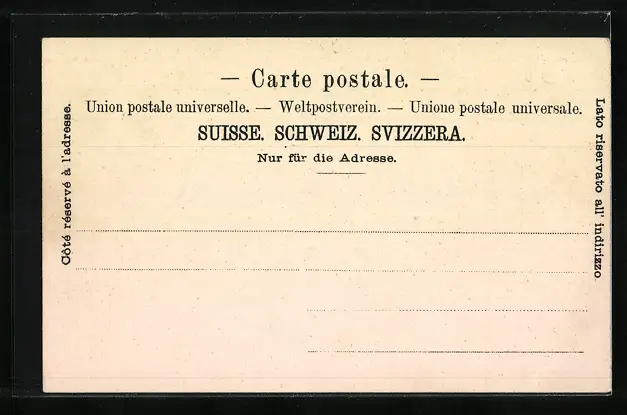 — Carte postale. —
Union postale universelle. — Weltpostverein. — Unione postale universale.
SUISSE. SCHWEIZ. SVIZZERA.
Nur für die Adresse.
Côté réservé à l'adresse.
Lato riservato all' indirizzo.